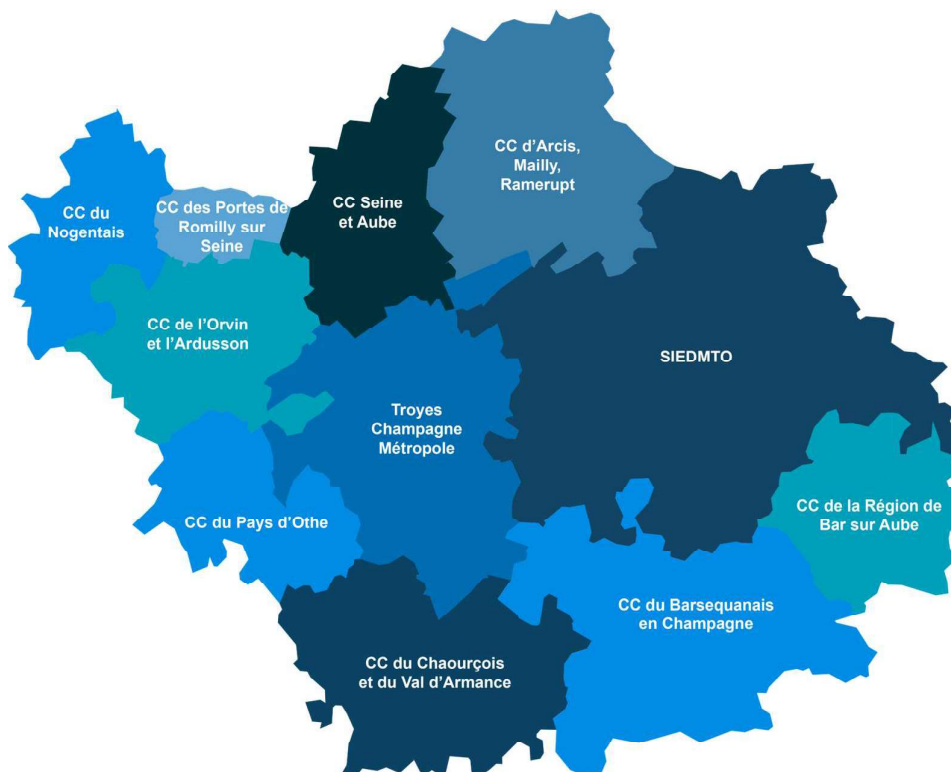 CC d'Arcis,
Mailly,
Ramerupt
CC du
Nogentais
CC des Portes de
Romilly sur
Seine
CC Seine
et Aube
CC de l'Orvin
et l'Ardusson
SIEDMTO
Troyes
Champagne
Métropole
CC du Pays d'Othe
CC de la Région de
Bar sur Aube
CC du Barsequanais
en Champagne
CC du Chaourçois
et du Val d'Armance